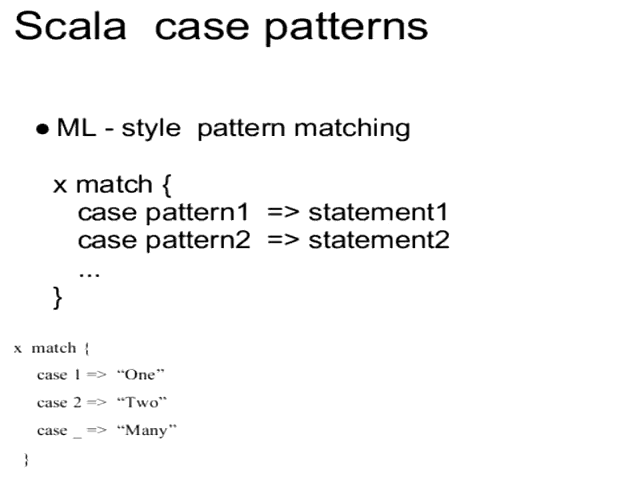 Scala case patterns
● ML - style pattern matching
x match {
case pattern1 => statement1
case pattern2 => statement2
...
}
x match {
case 1 => “One”
case 2 => “Two”
case _ => “Many”
}